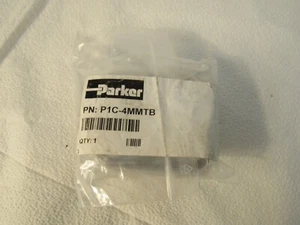 Parker
PN: P1C-4MMTB
QTY: 1